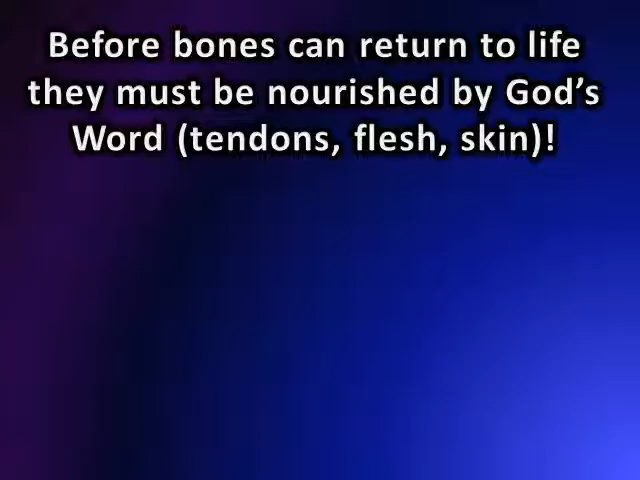 Before bones can return to life
they must be nourished by God’s
Word (tendons, flesh, skin)!